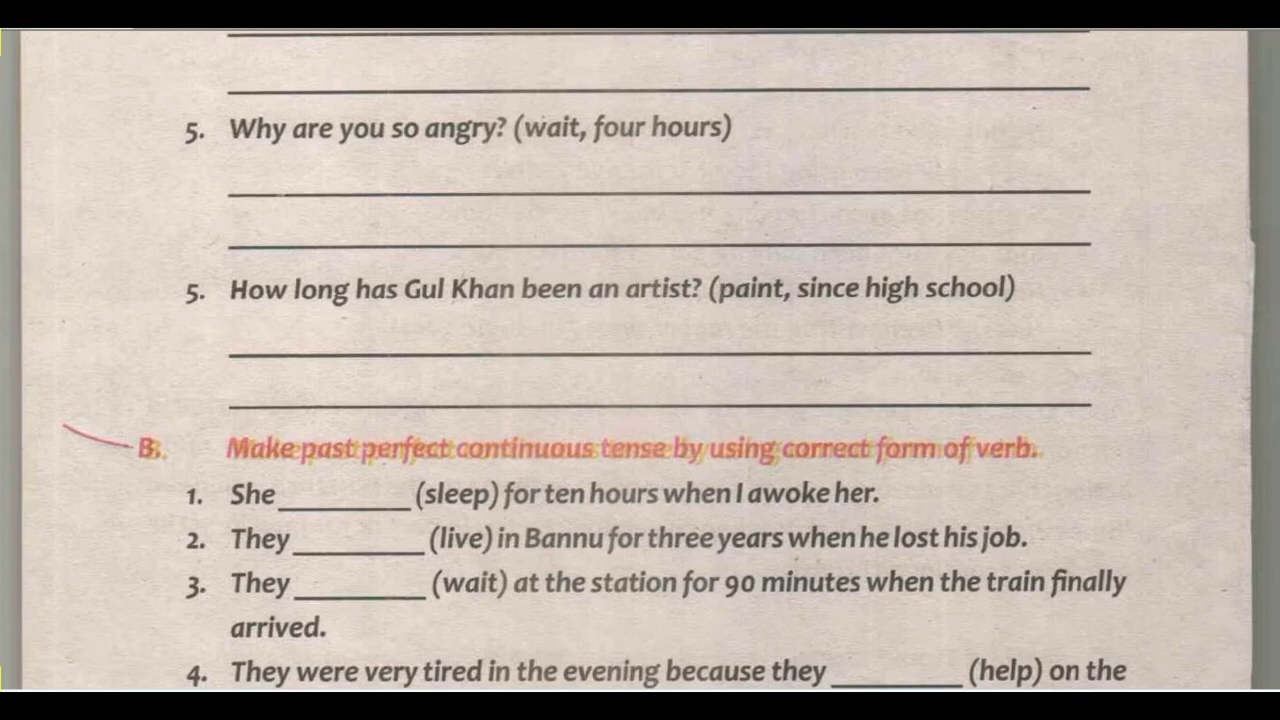 5. Why are you so angry? (wait, four hours)
5. How long has Gul Khan been an artist? (paint, since high school)
B. Make past perfect continuous tense by using correct form of verb.
1. She __________ (sleep) for ten hours when I awoke her.
2. They __________ (live) in Bannu for three years when he lost his job.
3. They __________ (wait) at the station for 90 minutes when the train finally
arrived.
4. They were very tired in the evening because they __________ (help) on the